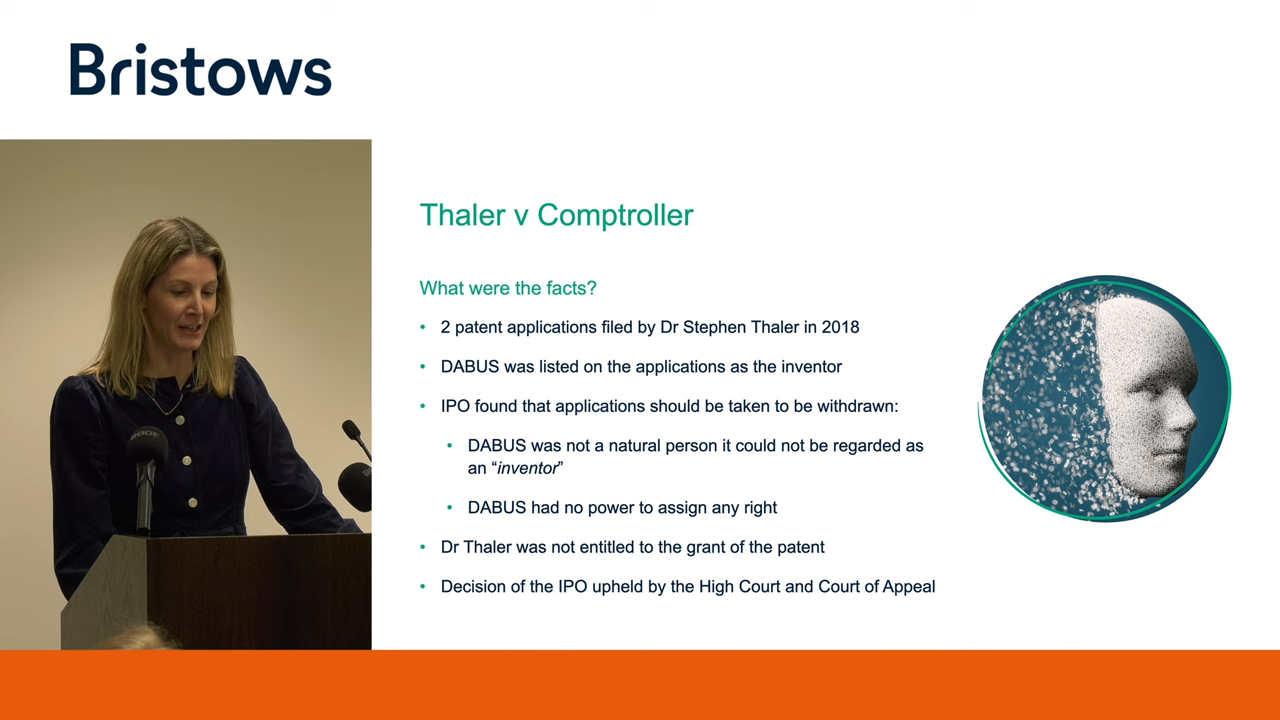 Bristows
Thaler v Comptroller
What were the facts?
• 2 patent applications filed by Dr Stephen Thaler in 2018
• DABUS was listed on the applications as the inventor
• IPO found that applications should be taken to be withdrawn:
• DABUS was not a natural person it could not be regarded as
an “inventor”
• DABUS had no power to assign any right
• Dr Thaler was not entitled to the grant of the patent
• Decision of the IPO upheld by the High Court and Court of Appeal
RODE